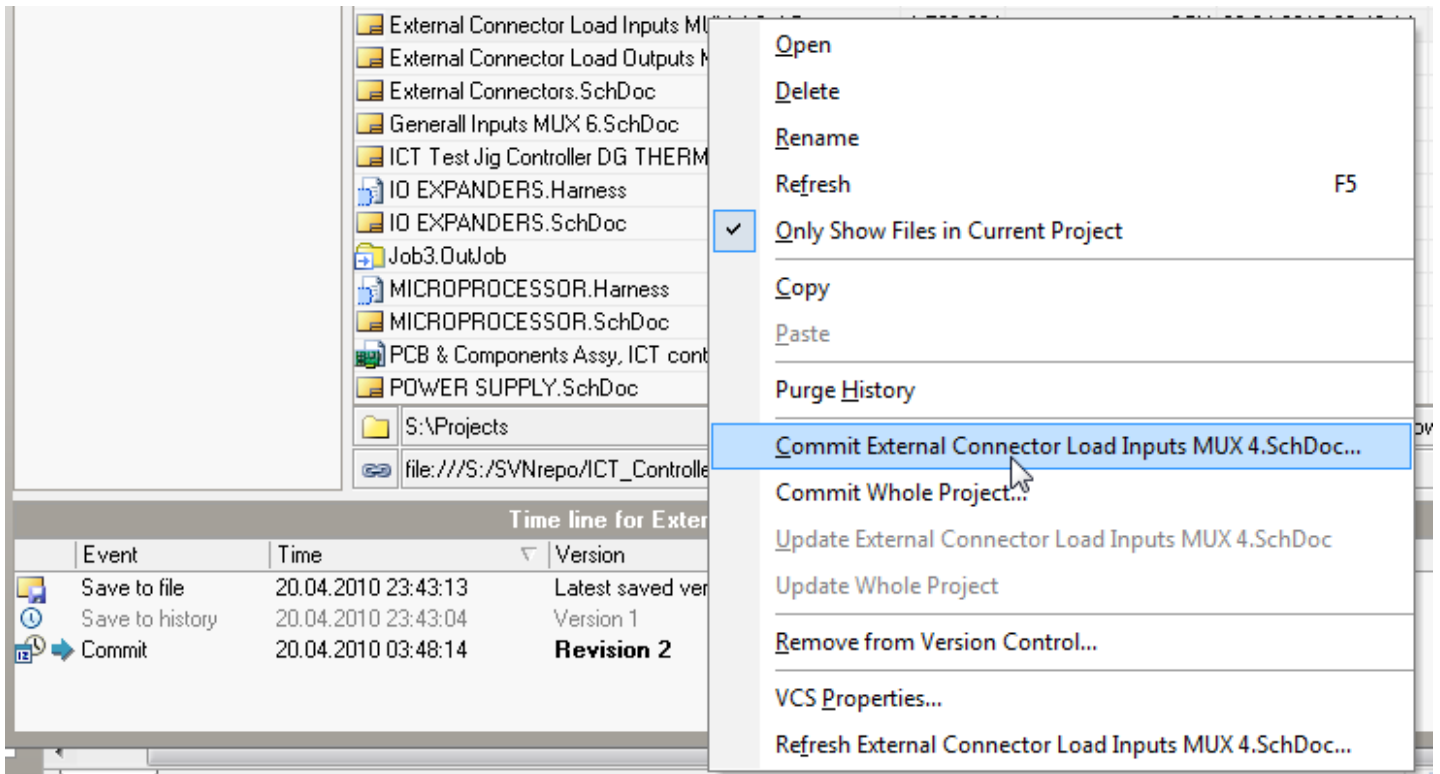 External Connector Load Inputs MU
External Connector Load Outputs M
External Connectors.SchDoc
Generall Inputs MUX 6.SchDoc
ICT Test Jig Controller DG THERM
IO EXPANDERS.Harness
IO EXPANDERS.SchDoc
Job3.OutJob
MICROPROCESSOR.Harness
MICROPROCESSOR.SchDoc
PCB & Components Assy, ICT cont
POWER SUPPLY.SchDoc
S:\Projects
file:///S:/SVNrepo/ICT_Controlle
Open
Delete
Rename
Refresh F5
Only Show Files in Current Project
Copy
Paste
Purge History
Commit External Connector Load Inputs MUX 4.SchDoc...
Commit Whole Project...
Update External Connector Load Inputs MUX 4.SchDoc
Update Whole Project
Remove from Version Control...
VCS Properties...
Refresh External Connector Load Inputs MUX 4.SchDoc...
Time line for Exter
Event Time Version
Save to file 20.04.2010 23:43:13 Latest saved ver
Save to history 20.04.2010 23:43:04 Version 1
Commit 20.04.2010 03:48:14 Revision 2